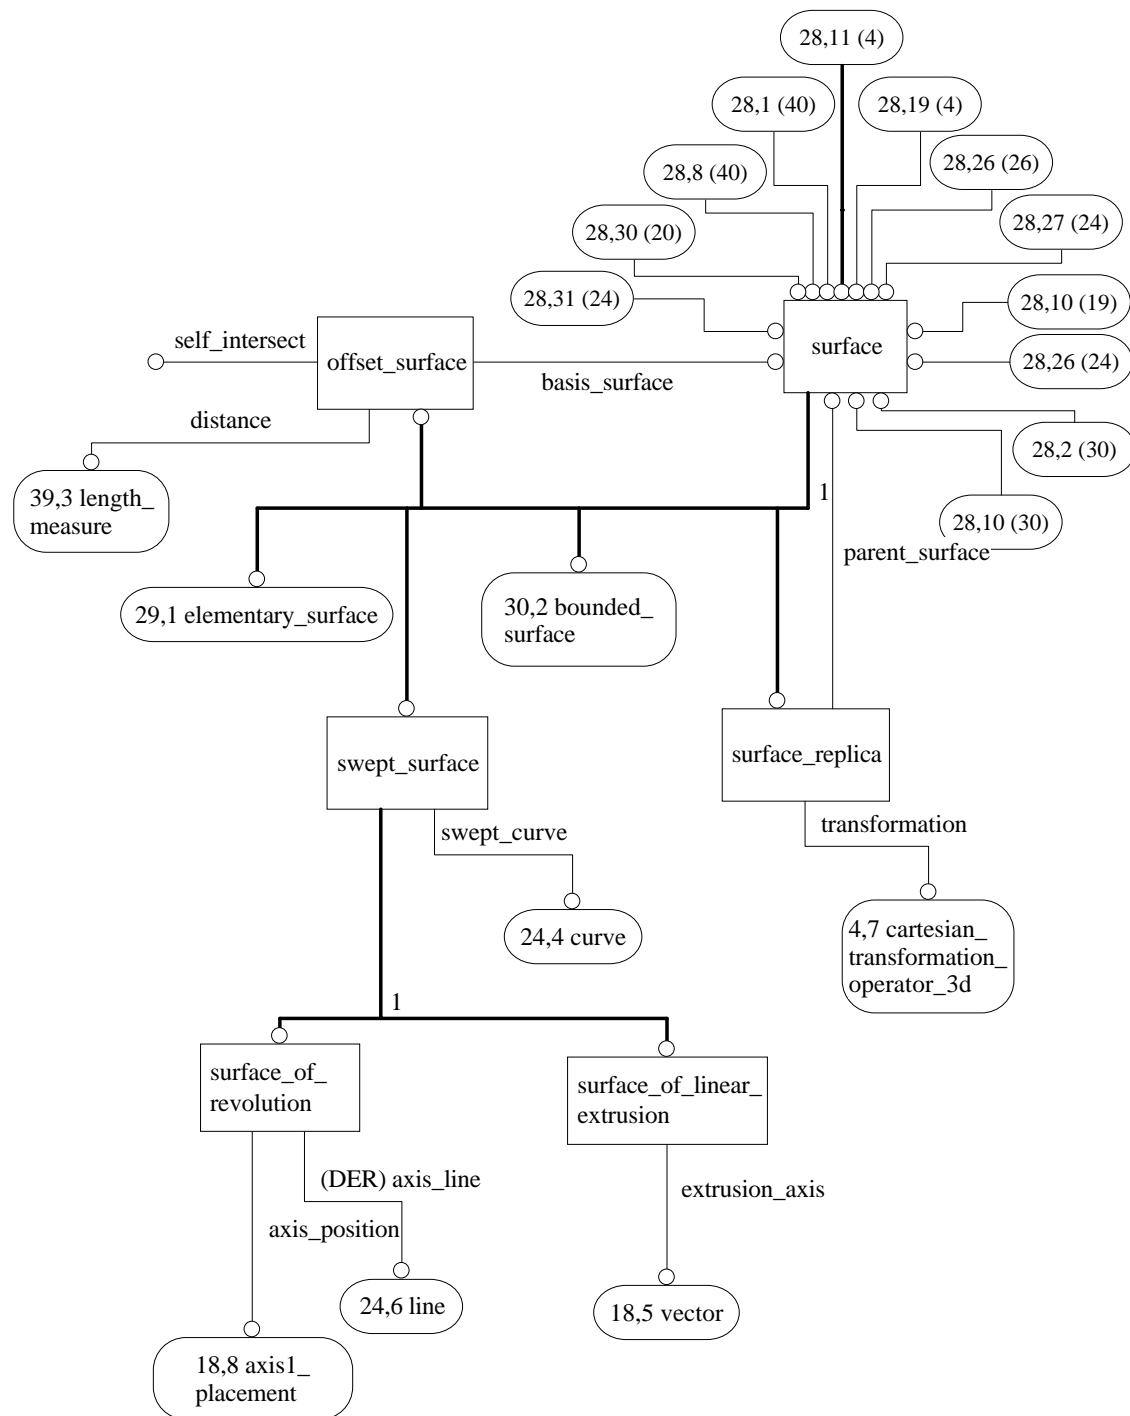 28,11 (4)
28,1 (40)
28,19 (4)
28,8 (40)
28,26 (26)
28,30 (20)
28,27 (24)
28,31 (24)
28,10 (19)
self_intersect
offset_surface
surface
28,26 (24)
basis_surface
distance
28,2 (30)
39,3 length_
measure
1
28,10 (30)
parent_surface
29,1 elementary_surface
30,2 bounded_
surface
swept_surface
surface_replica
swept_curve
transformation
24,4 curve
4,7 cartesian_
transformation_
operator_3d
1
surface_of_
revolution
surface_of_linear_
extrusion
(DER) axis_line
extrusion_axis
axis_position
24,6 line
18,5 vector
18,8 axis1_
placement